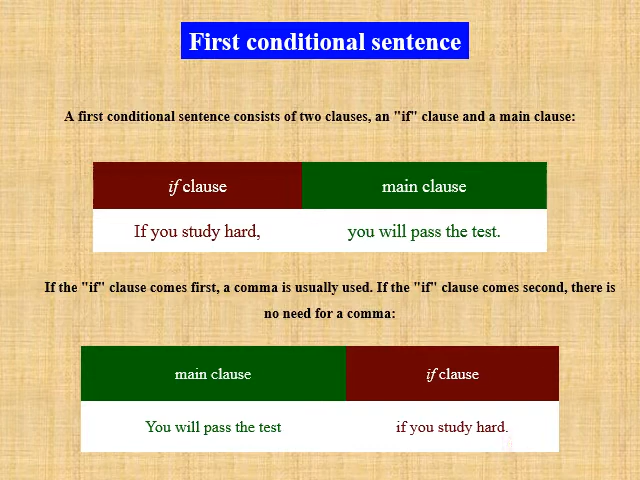 First conditional sentence
A first conditional sentence consists of two clauses, an "if" clause and a main clause:
if clause main clause
If you study hard, you will pass the test.
If the "if" clause comes first, a comma is usually used. If the "if" clause comes second, there is
no need for a comma:
main clause if clause
You will pass the test if you study hard.